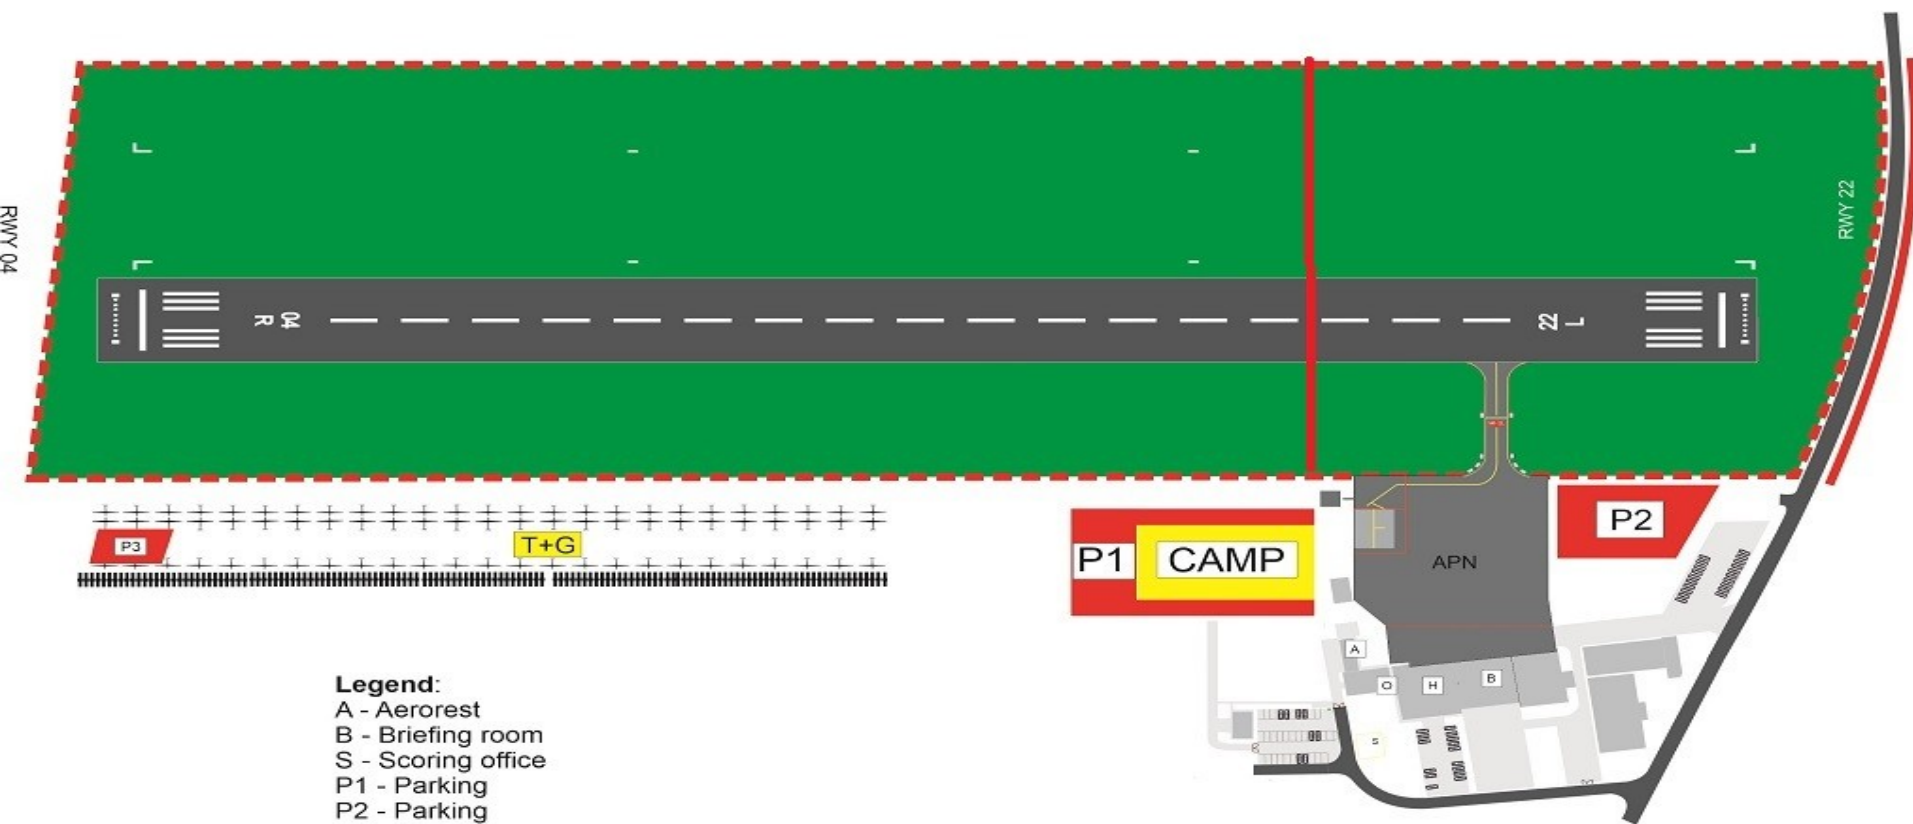 RWY 04
RWY 22
04
R
22
L
P3
T+G
P1
CAMP
APN
P2
A
O
H
B
S
Legend:
A - Aerorest
B - Briefing room
S - Scoring office
P1 - Parking
P2 - Parking